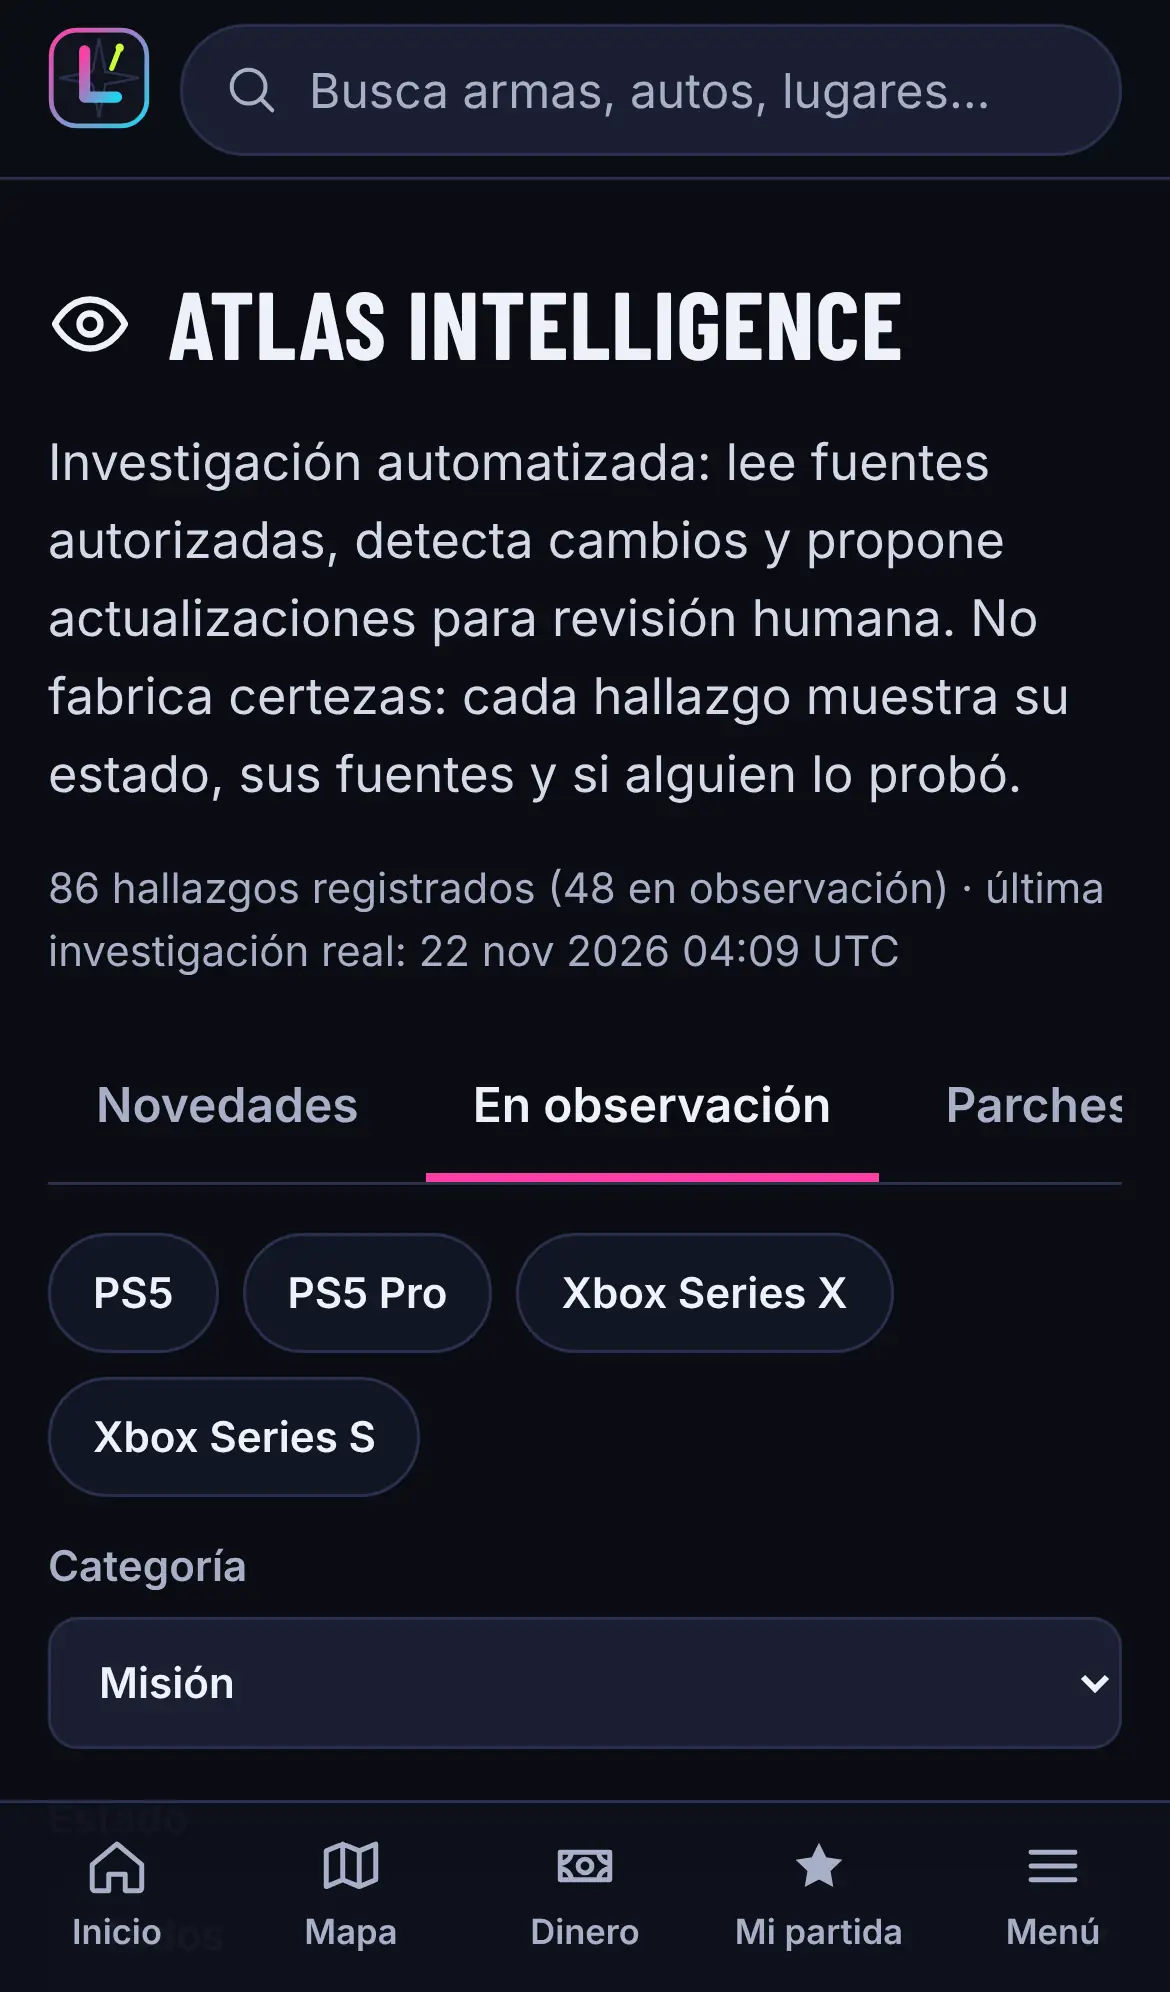 Busca armas, autos, lugares...
ATLAS INTELLIGENCE
Investigación automatizada: lee fuentes
autorizadas, detecta cambios y propone
actualizaciones para revisión humana. No
fabrica certezas: cada hallazgo muestra su
estado, sus fuentes y si alguien lo probó.
86 hallazgos registrados (48 en observación) · última
investigación real: 22 nov 2026 04:09 UTC
Novedades En observación Parches
PS5 PS5 Pro Xbox Series X
Xbox Series S
Categoría
Misión
Estado
Inicio Mapa Dinero Mi partida Menú